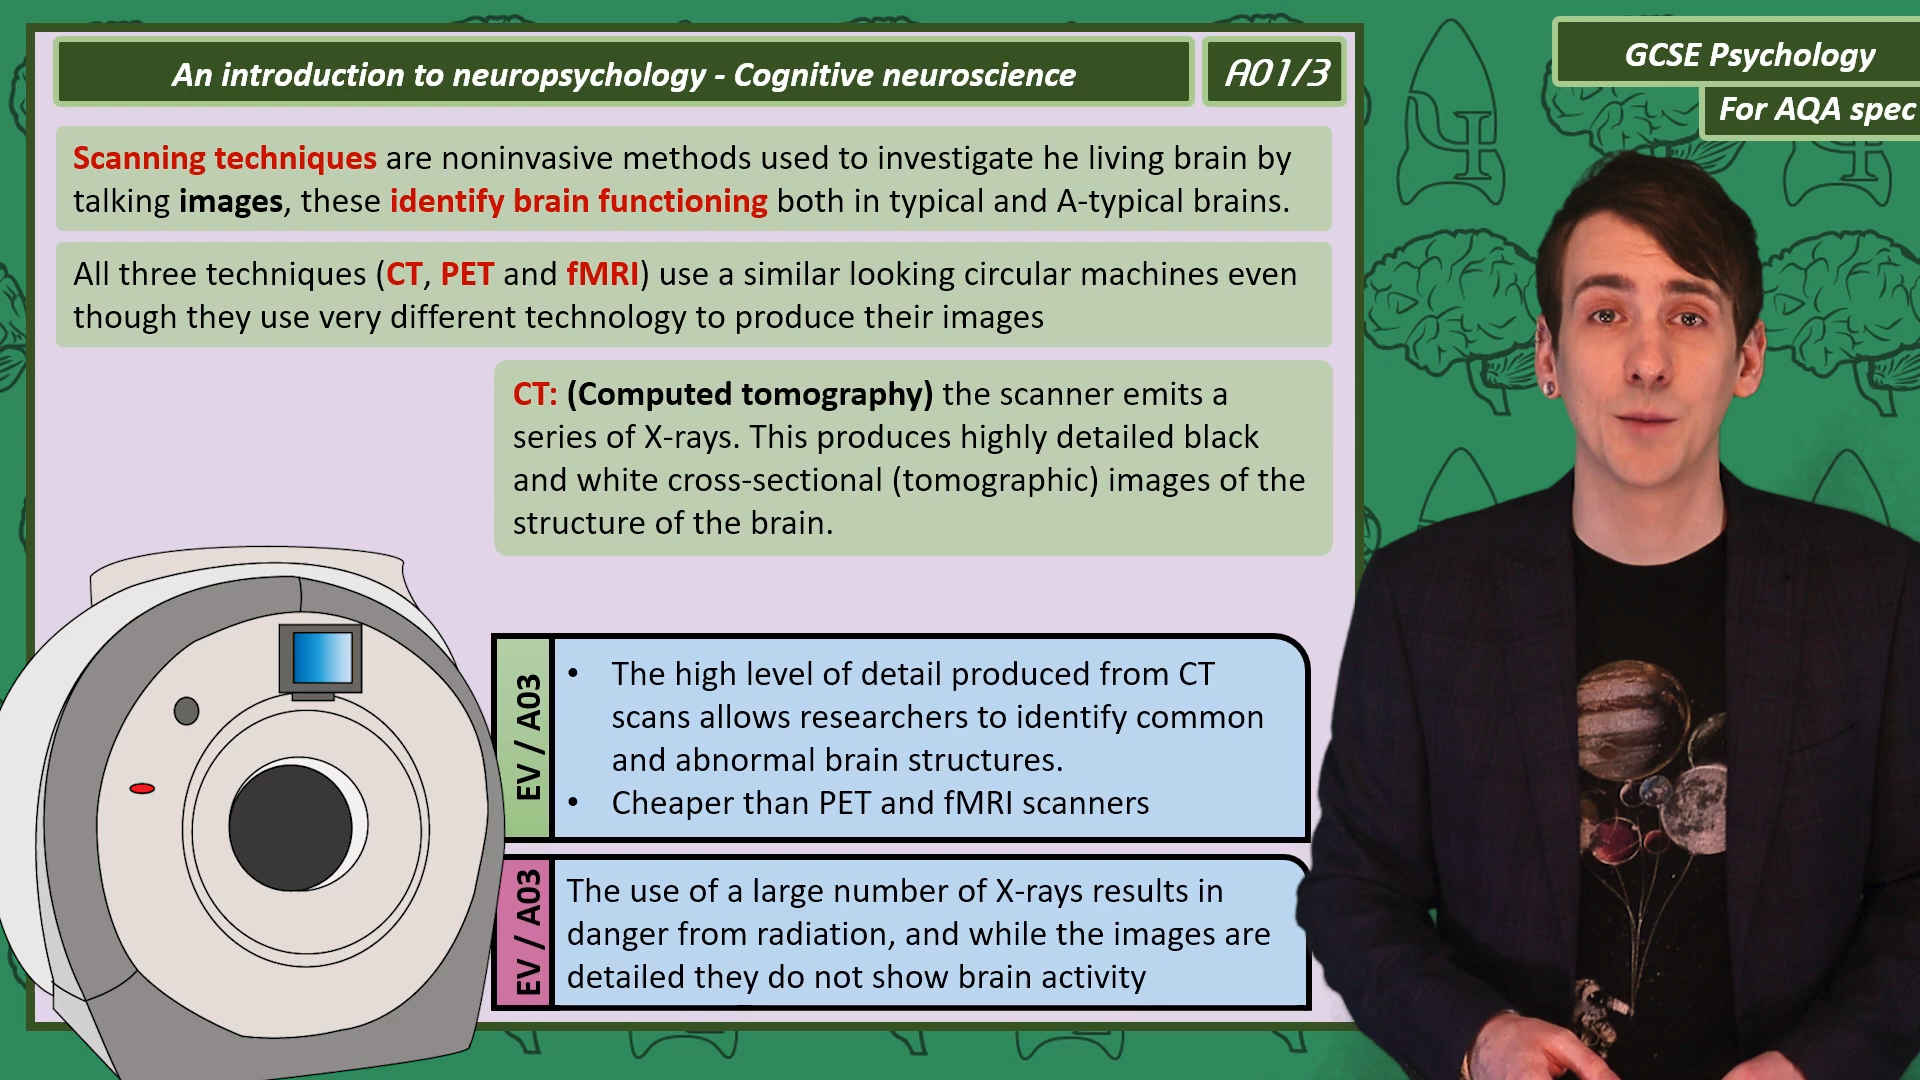 An introduction to neuropsychology - Cognitive neuroscience
AO1/3
GCSE Psychology
For AQA spec
Scanning techniques are noninvasive methods used to investigate he living brain by
talking images, these identify brain functioning both in typical and A-typical brains.
All three techniques (CT, PET and fMRI) use a similar looking circular machines even
though they use very different technology to produce their images
CT: (Computed tomography) the scanner emits a
series of X-rays. This produces highly detailed black
and white cross-sectional (tomographic) images of the
structure of the brain.
EV / A03
• The high level of detail produced from CT
scans allows researchers to identify common
and abnormal brain structures.
• Cheaper than PET and fMRI scanners
EV / A03
The use of a large number of X-rays results in
danger from radiation, and while the images are
detailed they do not show brain activity